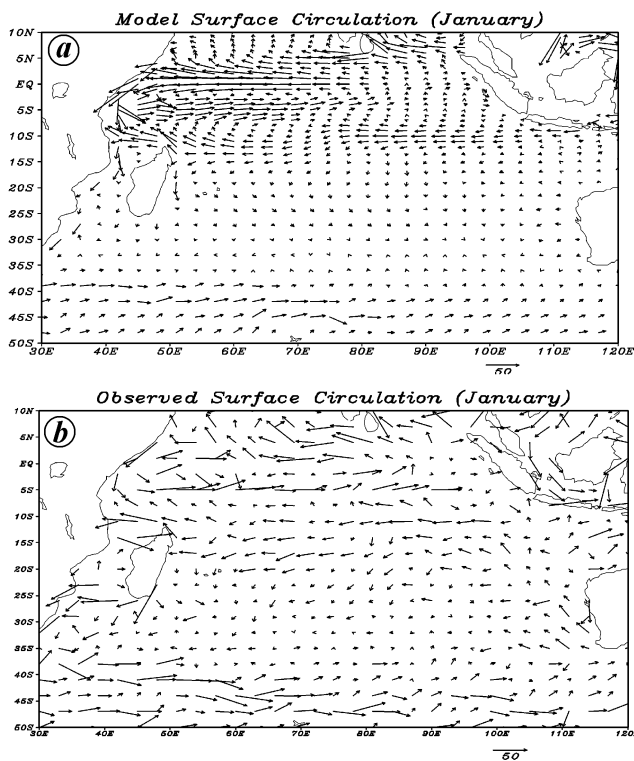 Model Surface Circulation (January)
a
10N
5N
EQ
5S
10S
15S
20S
25S
30S
35S
40S
45S
50S
30E 40E 50E 60E 70E 80E 90E 100E 110E 120E
50
Observed Surface Circulation (January)
b
10N
5N
EQ
5S
10S
15S
20S
25S
30S
35S
40S
45S
50S
30E 40E 50E 60E 70E 80E 90E 100E 110E 120E
50